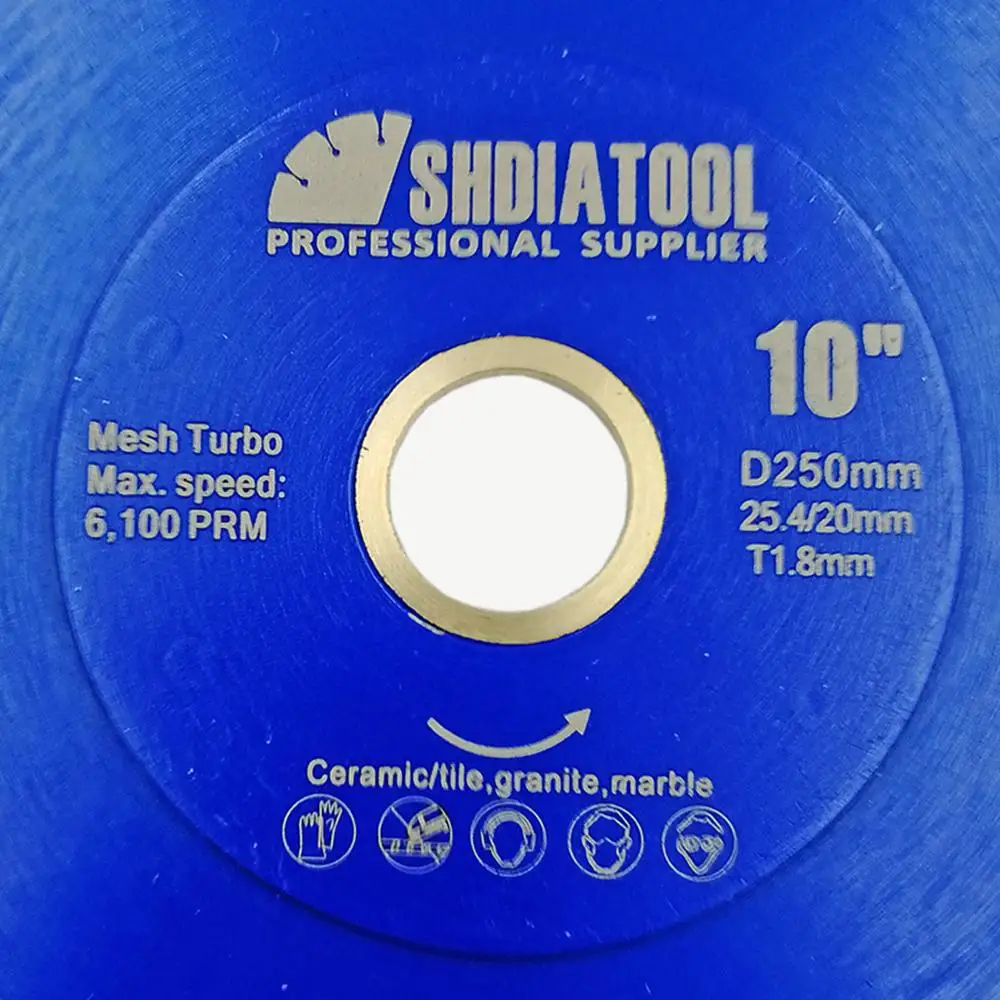 SHDIATOOL
PROFESSIONAL SUPPLIER
10"
Mesh Turbo
Max. speed:
6,100 PRM
D250mm
25.4/20mm
T1.8mm
Ceramic/tile,granite,marble